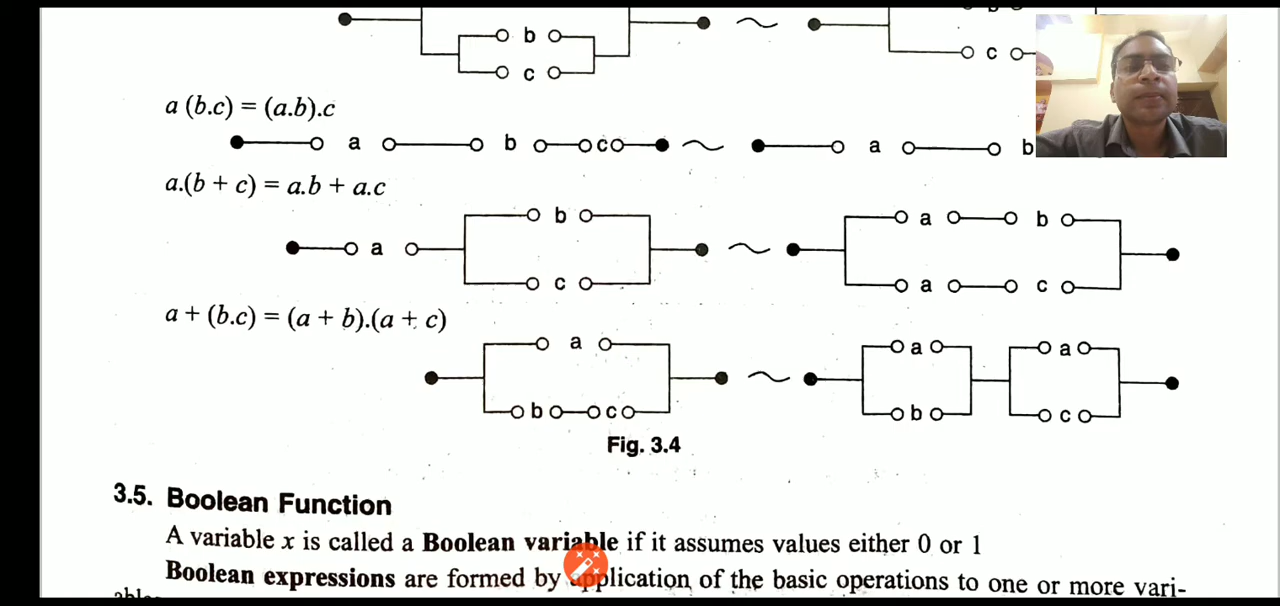 b
c
c
a (b.c) = (a.b).c
a b c a b
a.(b + c) = a.b + a.c
b a b
a
c a c
a + (b.c) = (a + b).(a + c)
a a a
b c b c
Fig. 3.4
3.5. Boolean Function
A variable x is called a Boolean variable if it assumes values either 0 or 1
Boolean expressions are formed by application of the basic operations to one or more vari-